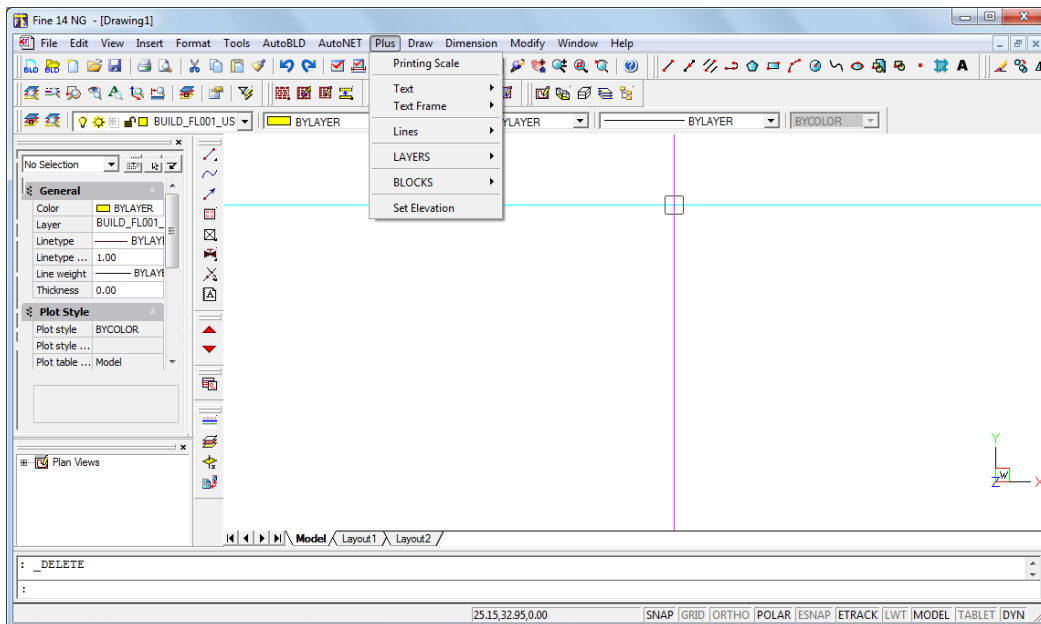 Fine 14 NG - [Drawing1]
File Edit View Insert Format Tools AutoBLD AutoNET Plus Draw Dimension Modify Window Help
BLD BLD A
BUILD_FL001_US BYLAYER YLAYER BYLAYER BYCOLOR
Printing Scale
Text
Text Frame
Lines
LAYERS
BLOCKS
Set Elevation
No Selection
General
Color BYLAYER
Layer BUILD_FL001_
Linetype BYLAYE
Linetype ... 1.00
Line weight BYLAYE
Thickness 0.00
Plot Style
Plot style BYCOLOR
Plot style ...
Plot table ... Model
Plan Views
A
Z
Y
W
Z X
Model Layout1 Layout2
: _DELETE
:
25.15,32.95,0.00 SNAP GRID ORTHO POLAR ESNAP ETRACK LWT MODEL TABLET DYN